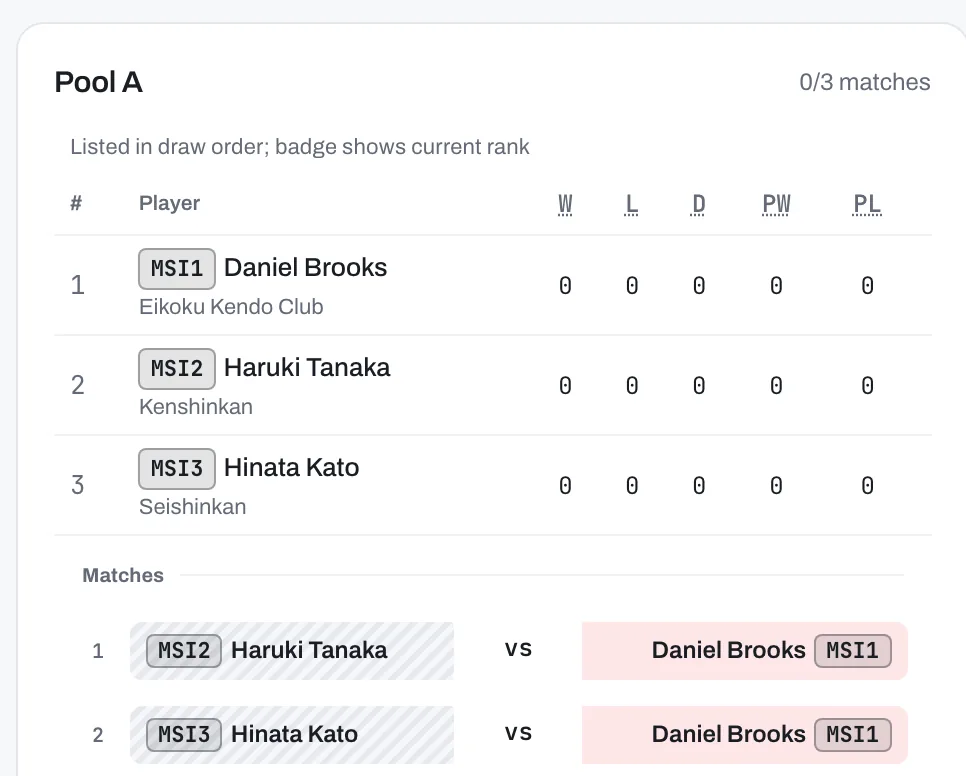 Pool A 0/3 matches
Listed in draw order; badge shows current rank
# Player W L D PW PL
1 MSI1 Daniel Brooks 0 0 0 0 0
Eikoku Kendo Club
2 MSI2 Haruki Tanaka 0 0 0 0 0
Kenshinkan
3 MSI3 Hinata Kato 0 0 0 0 0
Seishinkan
Matches
1 MSI2 Haruki Tanaka vs Daniel Brooks MSI1
2 MSI3 Hinata Kato vs Daniel Brooks MSI1